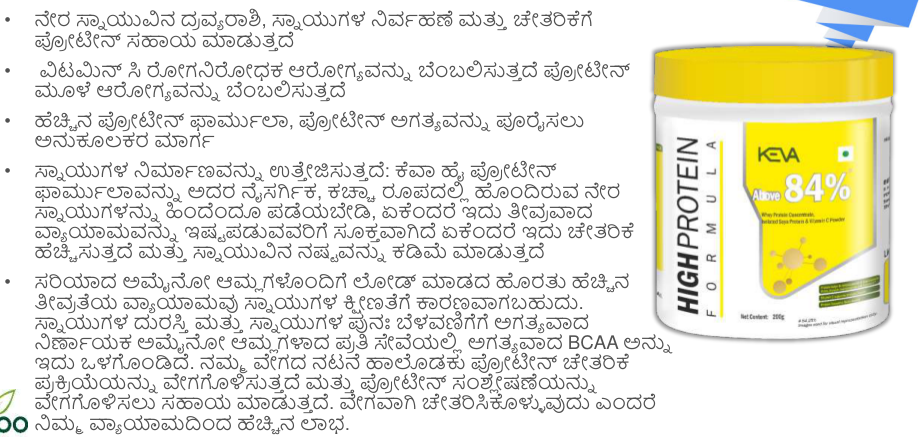 • ನೇರ ಸ್ನಾಯುವಿನ ದ್ರವ್ಯರಾಶಿ, ಸ್ನಾಯುಗಳ ನಿರ್ವಹಣೆ ಮತ್ತು ಚೇತರಿಕೆಗೆ
ಪ್ರೋಟೀನ್ ಸಹಾಯ ಮಾಡುತ್ತದೆ
• ವಿಟಮಿನ್ ಸಿ ರೋಗನಿರೋಧಕ ಆರೋಗ್ಯವನ್ನು ಬೆಂಬಲಿಸುತ್ತದೆ ಪ್ರೋಟೀನ್
ಮೂಳೆ ಆರೋಗ್ಯವನ್ನು ಬೆಂಬಲಿಸುತ್ತದೆ
• ಹೆಚ್ಚಿನ ಪ್ರೋಟೀನ್ ಫಾರ್ಮುಲಾ, ಪ್ರೋಟೀನ್ ಅಗತ್ಯವನ್ನು ಪೂರೈಸಲು
ಅನುಕೂಲಕರ ಮಾರ್ಗ
• ಸ್ನಾಯುಗಳ ನಿರ್ಮಾಣವನ್ನು ಉತ್ತೇಜಿಸುತ್ತದೆ: ಕೆವಾ ಹೈ ಪ್ರೋಟೀನ್
ಫಾರ್ಮುಲಾವನ್ನು ಅದರ ನೈಸರ್ಗಿಕ, ಕಚ್ಚಾ ರೂಪದಲ್ಲಿ ಹೊಂದಿರುವ ನೇರ
ಸ್ನಾಯುಗಳನ್ನು ಹಿಂದೆಂದೂ ಪಡೆಯಬೇಡಿ, ಏಕೆಂದರೆ ಇದು ತೀವ್ರವಾದ
ವ್ಯಾಯಾಮವನ್ನು ಇಷ್ಟಪಡುವವರಿಗೆ ಸೂಕ್ತವಾಗಿದೆ ಏಕೆಂದರೆ ಇದು ಚೇತರಿಕೆ
ಹೆಚ್ಚಿಸುತ್ತದೆ ಮತ್ತು ಸ್ನಾಯುವಿನ ನಷ್ಟವನ್ನು ಕಡಿಮೆ ಮಾಡುತ್ತದೆ
• ಸರಿಯಾದ ಅಮೈನೋ ಆಮ್ಲಗಳೊಂದಿಗೆ ಲೋಡ್ ಮಾಡದ ಹೊರತು ಹೆಚ್ಚಿನ
ತೀವ್ರತೆಯ ವ್ಯಾಯಾಮವು ಸ್ನಾಯುಗಳ ಕ್ಷೀಣತೆಗೆ ಕಾರಣವಾಗಬಹುದು.
ಸ್ನಾಯುಗಳ ದುರಸ್ತಿ ಮತ್ತು ಸ್ನಾಯುಗಳ ಪುನಃ ಬೆಳವಣಿಗೆಗೆ ಅಗತ್ಯವಾದ
ನಿರ್ಣಾಯಕ ಅಮೈನೋ ಆಮ್ಲಗಳಾದ ಪ್ರತಿ ಸೇವೆಯಲ್ಲಿ ಅಗತ್ಯವಾದ BCAA ಅನ್ನು
ಇದು ಒಳಗೊಂಡಿದೆ. ನಮ್ಮ ವೇಗದ ನಟನೆ ಹಾಲೊಡಕು ಪ್ರೋಟೀನ್ ಚೇತರಿಕೆ
ಪ್ರಕ್ರಿಯೆಯನ್ನು ವೇಗಗೊಳಿಸುತ್ತದೆ ಮತ್ತು ಪ್ರೋಟೀನ್ ಸಂಶ್ಲೇಷಣೆಯನ್ನು
ವೇಗಗೊಳಿಸಲು ಸಹಾಯ ಮಾಡುತ್ತದೆ. ವೇಗವಾಗಿ ಚೇತರಿಸಿಕೊಳ್ಳುವುದು ಎಂದರೆ
ನಿಮ್ಮ ವ್ಯಾಯಾಮದಿಂದ ಹೆಚ್ಚಿನ ಲಾಭ.
HIGH PROTEIN
FORMULA
KEVA
Above 84%
Whey Protein Concentrate,
Isolated Soya Protein & Vitamin C Powder
Net Content: 200g